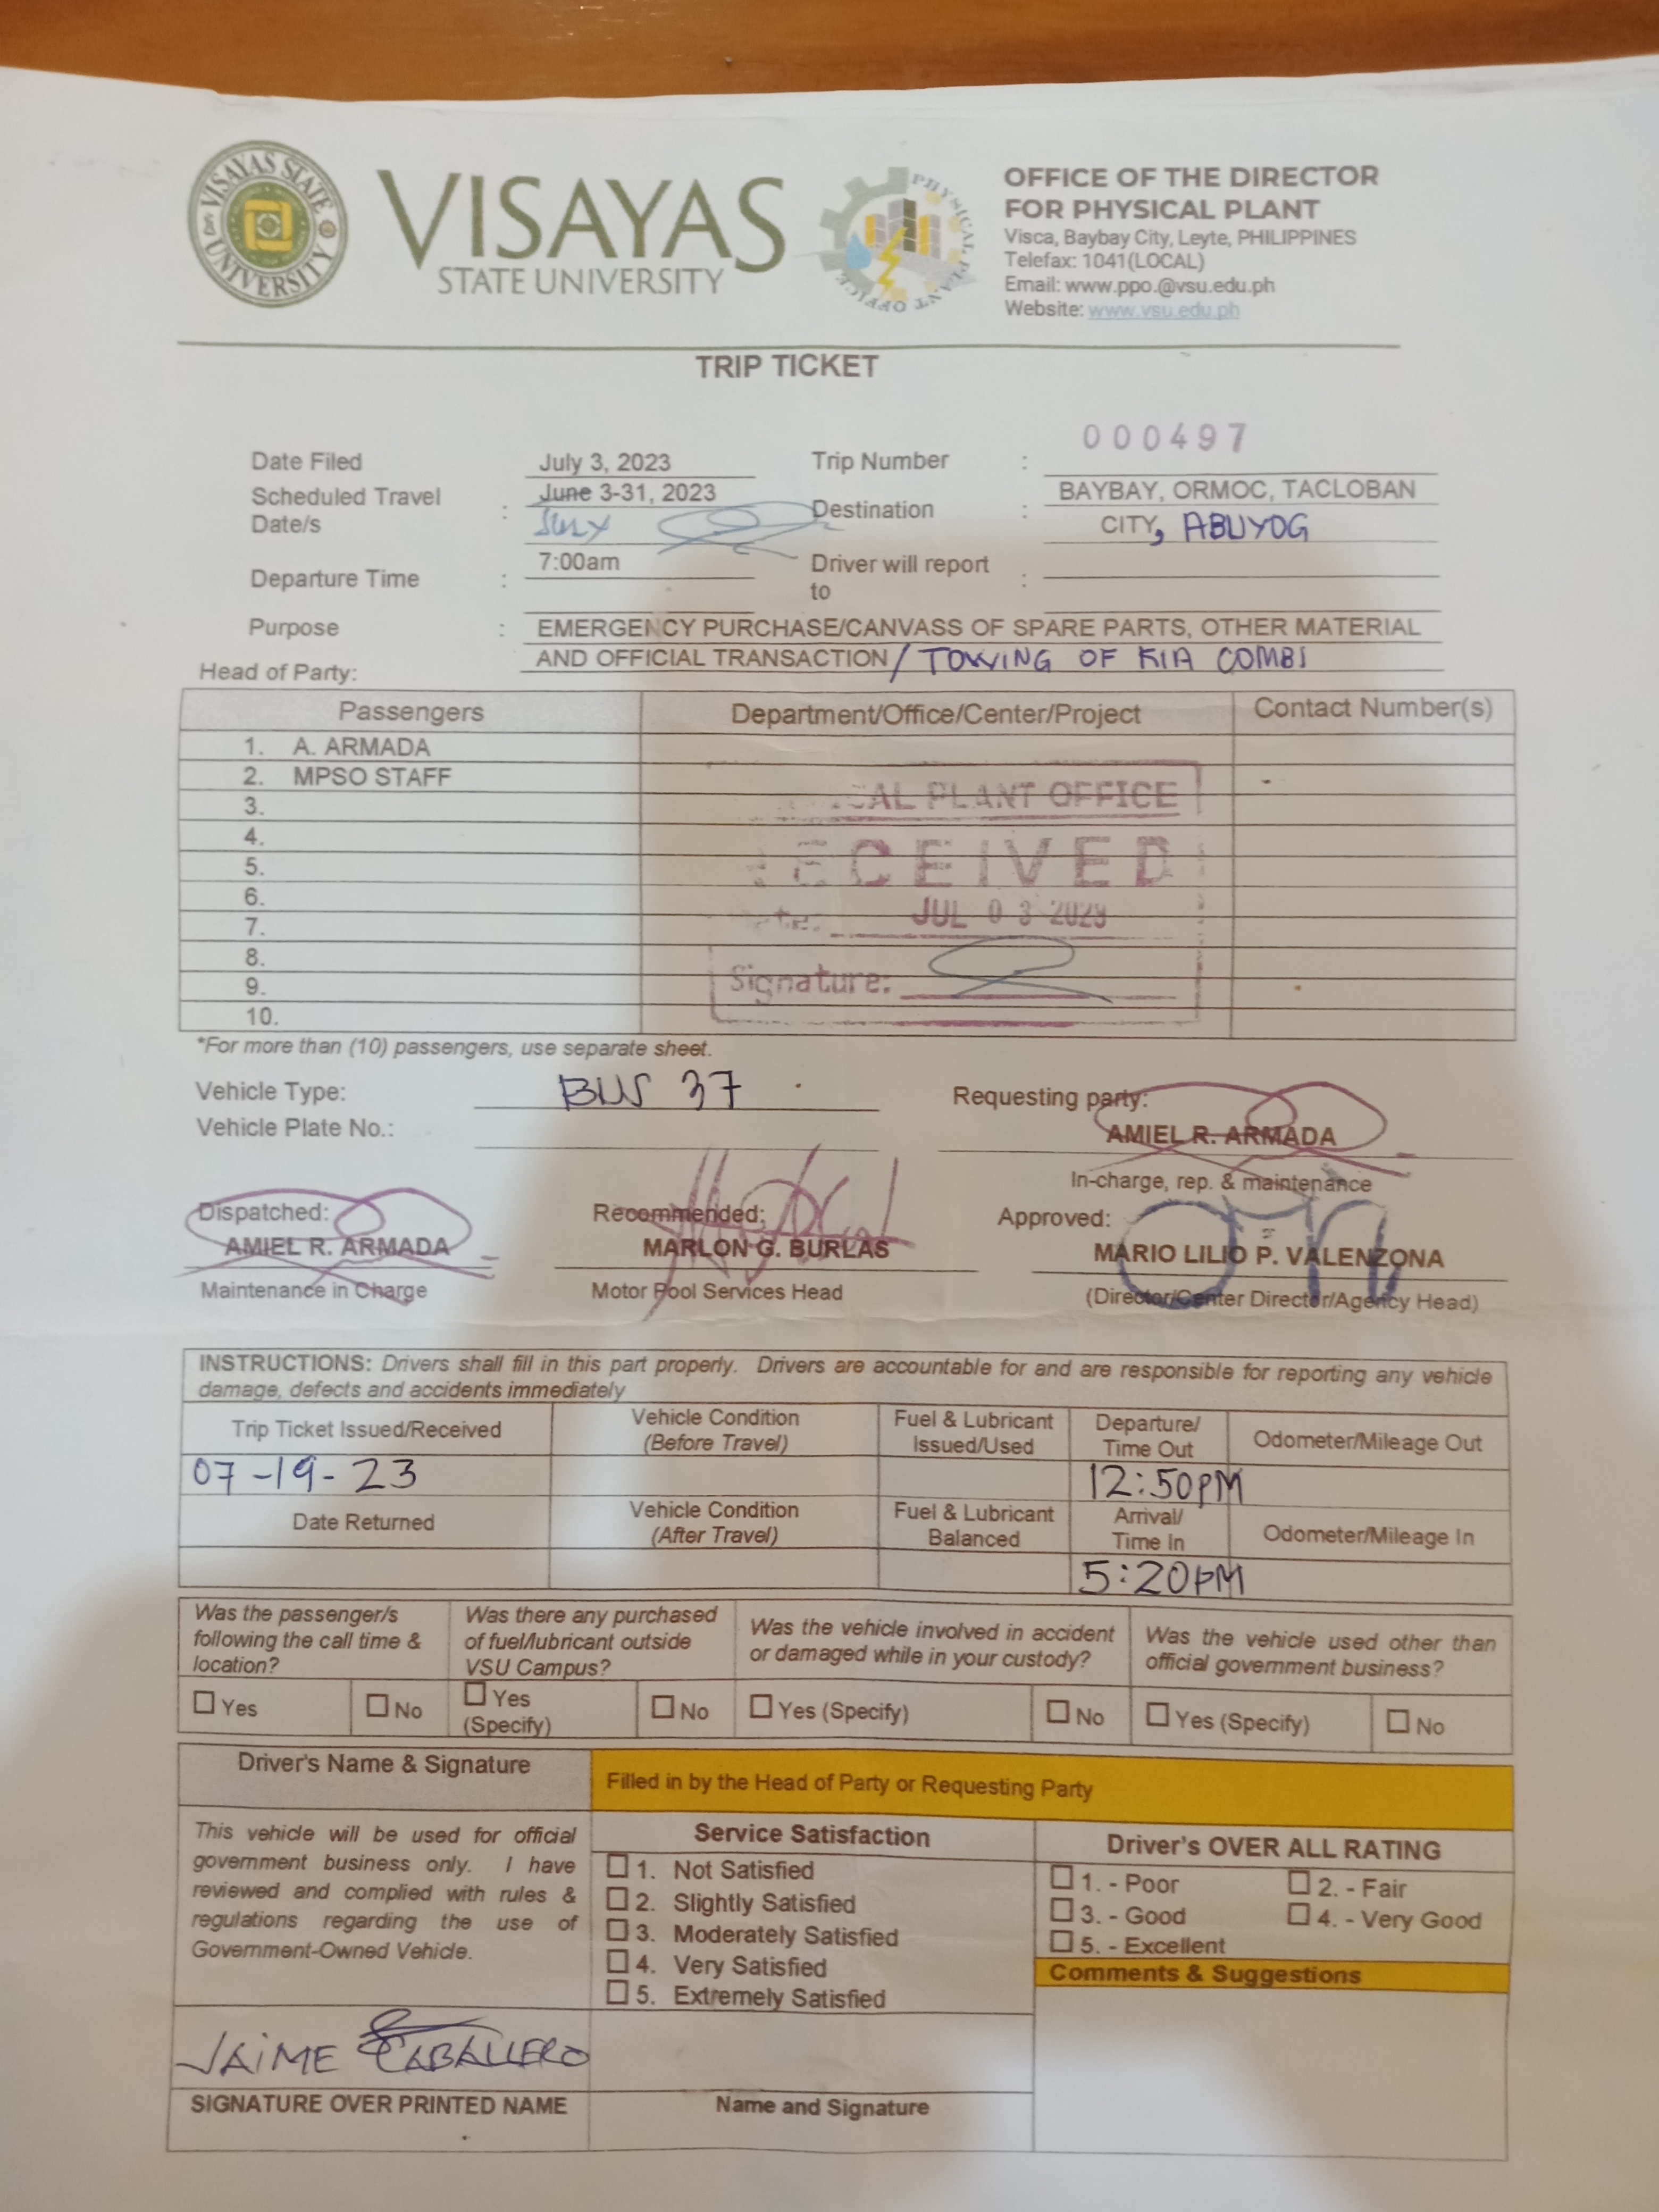 VISAYAS STATE UNIVERSITY
VISAYAS
STATE UNIVERSITY
PHYSICAL PLANT OFFICE
OFFICE OF THE DIRECTOR
FOR PHYSICAL PLANT
Visca, Baybay City, Leyte, PHILIPPINES
Telefax: 1041(LOCAL)
Email: www.ppo.@vsu.edu.ph
Website: www.vsu.edu.ph
TRIP TICKET
000497
Date Filed July 3, 2023 Trip Number :
Scheduled Travel Date/s : June 3-31, 2023 JULY Destination : BAYBAY, ORMOC, TACLOBAN CITY, ABUYOG
Departure Time : 7:00am Driver will report to :
Purpose : EMERGENCY PURCHASE/CANVASS OF SPARE PARTS, OTHER MATERIAL
AND OFFICIAL TRANSACTION / TOWING OF KIA COMBI
Head of Party:
Passengers Department/Office/Center/Project Contact Number(s)
1. A. ARMADA
2. MPSO STAFF -
3.
4.
5.
6.
7.
8.
9.
10.
CAL PLANT OFFICE
ECEIVED
JUL 03 2023
Signature:
*For more than (10) passengers, use separate sheet.
Vehicle Type: BUS 37
Vehicle Plate No.:
Requesting party:
AMIEL R. ARMADA
In-charge, rep. & maintenance
Dispatched: Recommended: Approved:
AMIEL R. ARMADA MARLON G. BURLAS MARIO LILIO P. VALENZONA
Maintenance in Charge Motor Pool Services Head (Director/Center Director/Agency Head)
INSTRUCTIONS: Drivers shall fill in this part properly. Drivers are accountable for and are responsible for reporting any vehicle
damage, defects and accidents immediately
Trip Ticket Issued/Received Vehicle Condition (Before Travel) Fuel & Lubricant Issued/Used Departure/ Time Out Odometer/Mileage Out
07-19-23 12:50PM
Date Returned Vehicle Condition (After Travel) Fuel & Lubricant Balanced Arrival/ Time In Odometer/Mileage In
5:20PM
Was the passenger/s following the call time & location? Was there any purchased of fuel/lubricant outside VSU Campus? Was the vehicle involved in accident or damaged while in your custody? Was the vehicle used other than official government business?
☐ Yes ☐ No ☐ Yes (Specify) ☐ No ☐ Yes (Specify) ☐ No ☐ Yes (Specify) ☐ No
Driver's Name & Signature
Filled in by the Head of Party or Requesting Party
This vehicle will be used for official
government business only. I have
reviewed and complied with rules &
regulations regarding the use of
Government-Owned Vehicle.
Service Satisfaction
☐ 1. Not Satisfied
☐ 2. Slightly Satisfied
☐ 3. Moderately Satisfied
☐ 4. Very Satisfied
☐ 5. Extremely Satisfied
Driver's OVER ALL RATING
☐ 1. - Poor ☐ 2. - Fair
☐ 3. - Good ☐ 4. - Very Good
☐ 5. - Excellent
Comments & Suggestions
JAIME CABALLERO
SIGNATURE OVER PRINTED NAME
Name and Signature